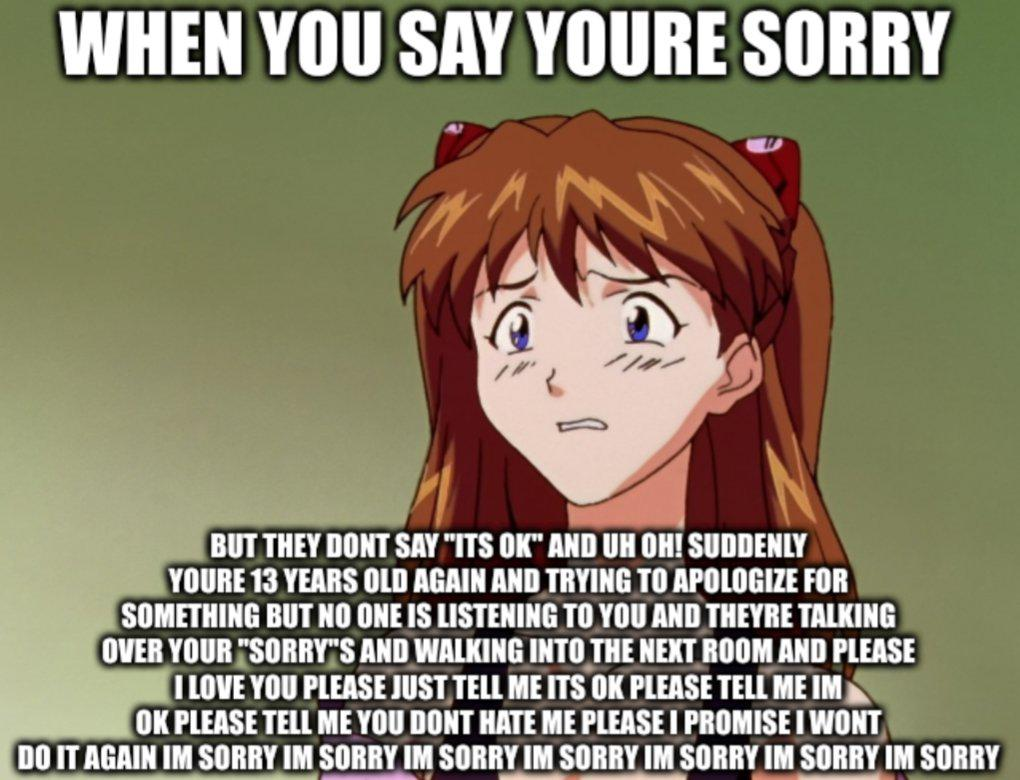 WHEN YOU SAY YOURE SORRY
BUT THEY DONT SAY "ITS OK" AND UH OH! SUDDENLY
YOURE 13 YEARS OLD AGAIN AND TRYING TO APOLOGIZE FOR
SOMETHING BUT NO ONE IS LISTENING TO YOU AND THEYRE TALKING
OVER YOUR "SORRY"S AND WALKING INTO THE NEXT ROOM AND PLEASE
I LOVE YOU PLEASE JUST TELL ME ITS OK PLEASE TELL ME IM
OK PLEASE TELL ME YOU DONT HATE ME PLEASE I PROMISE I WONT
DO IT AGAIN IM SORRY IM SORRY IM SORRY IM SORRY IM SORRY IM SORRY IM SORRY